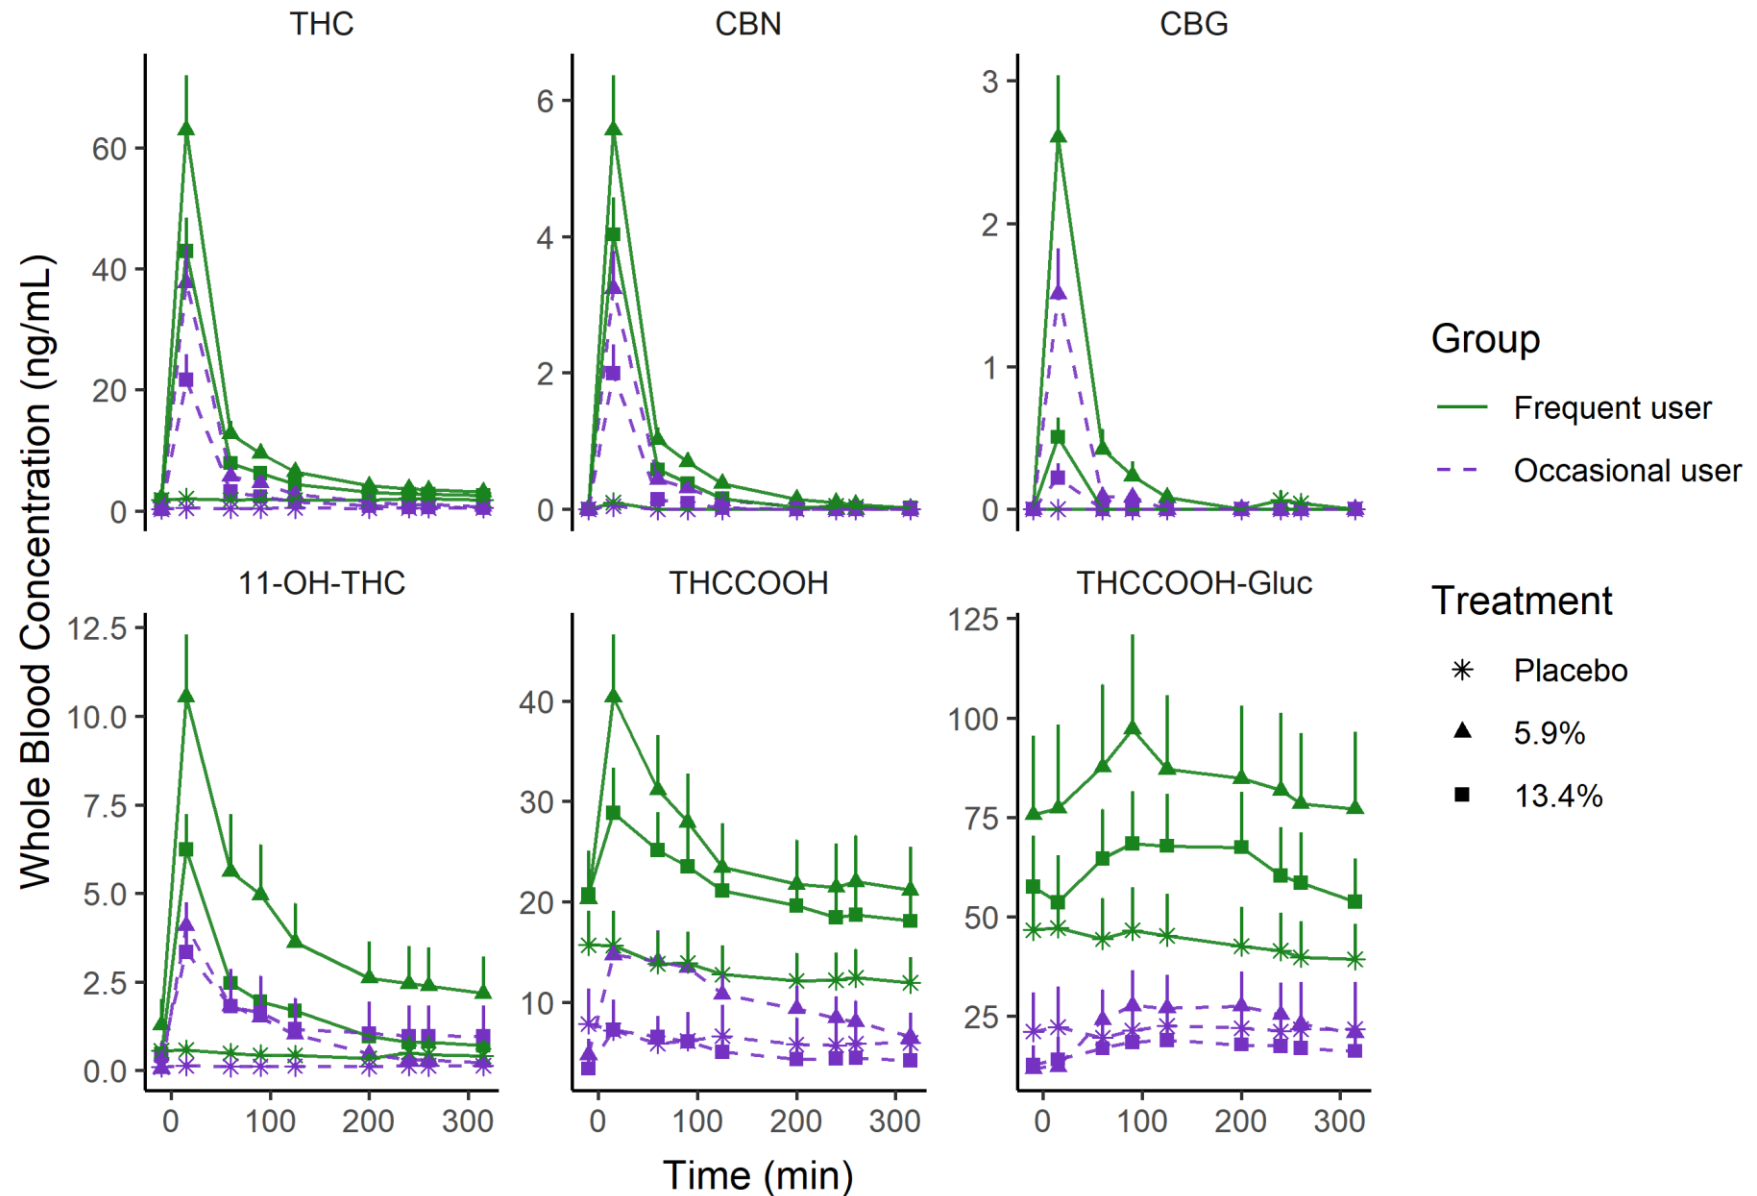 THC
CBN
CBG
60
40
20
0
6
4
2
0
3
2
1
0
Whole Blood Concentration (ng/mL)
11-OH-THC
THCCOOH
THCCOOH-Gluc
12.5
10.0
7.5
5.0
2.5
0.0
40
30
20
10
125
100
75
50
25
0 100 200 300
0 100 200 300
0 100 200 300
Time (min)
Group
Frequent user
Occasional user
Treatment
Placebo
5.9%
13.4%